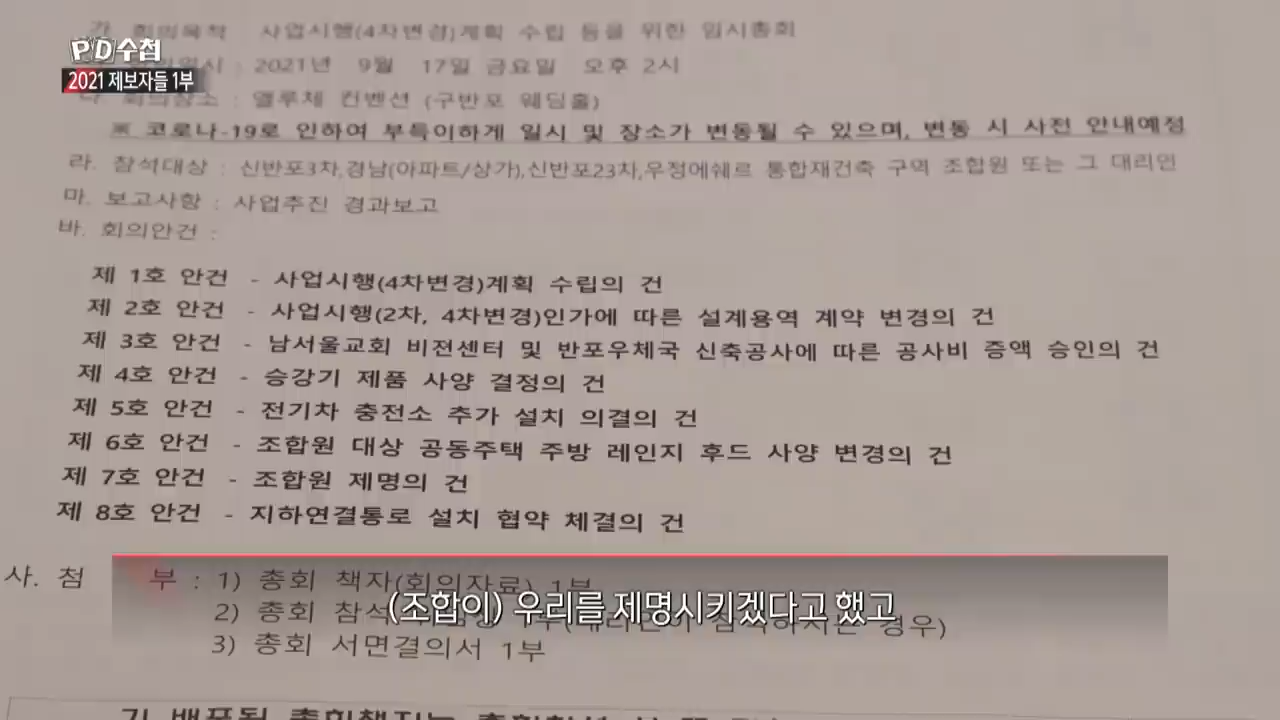 PD수첩
2021 제보자들 1부
가. 회의목적 사업시행(4차변경)계획 수립 등을 위한 임시총회
일시 : 2021년 9월 17일 금요일 오후 2시
다. 회의장소 : 엘루체 컨벤션 (구반포 웨딩홀)
※ 코로나-19로 인하여 부득이하게 일시 및 장소가 변동될 수 있으며, 변동 시 사전 안내예정
라. 참석대상 : 신반포3차,경남(아파트/상가),신반포23차,우정에쉐르 통합재건축 구역 조합원 또는 그 대리인
마. 보고사항 : 사업추진 경과보고
바. 회의안건 :
제 1호 안건 - 사업시행(4차변경)계획 수립의 건
제 2호 안건 - 사업시행(2차, 4차변경)인가에 따른 설계용역 계약 변경의 건
제 3호 안건 - 남서울교회 비전센터 및 반포우체국 신축공사에 따른 공사비 증액 승인의 건
제 4호 안건 - 승강기 제품 사양 결정의 건
제 5호 안건 - 전기차 충전소 추가 설치 의결의 건
제 6호 안건 - 조합원 대상 공동주택 주방 레인지 후드 사양 변경의 건
제 7호 안건 - 조합원 제명의 건
제 8호 안건 - 지하연결통로 설치 협약 체결의 건
사. 첨 부 : 1) 총회 책자(회의자료) 1부
2) 총회 참석 경우)
(조합이) 우리를 제명시키겠다고 했고
3) 총회 서면결의서 1부